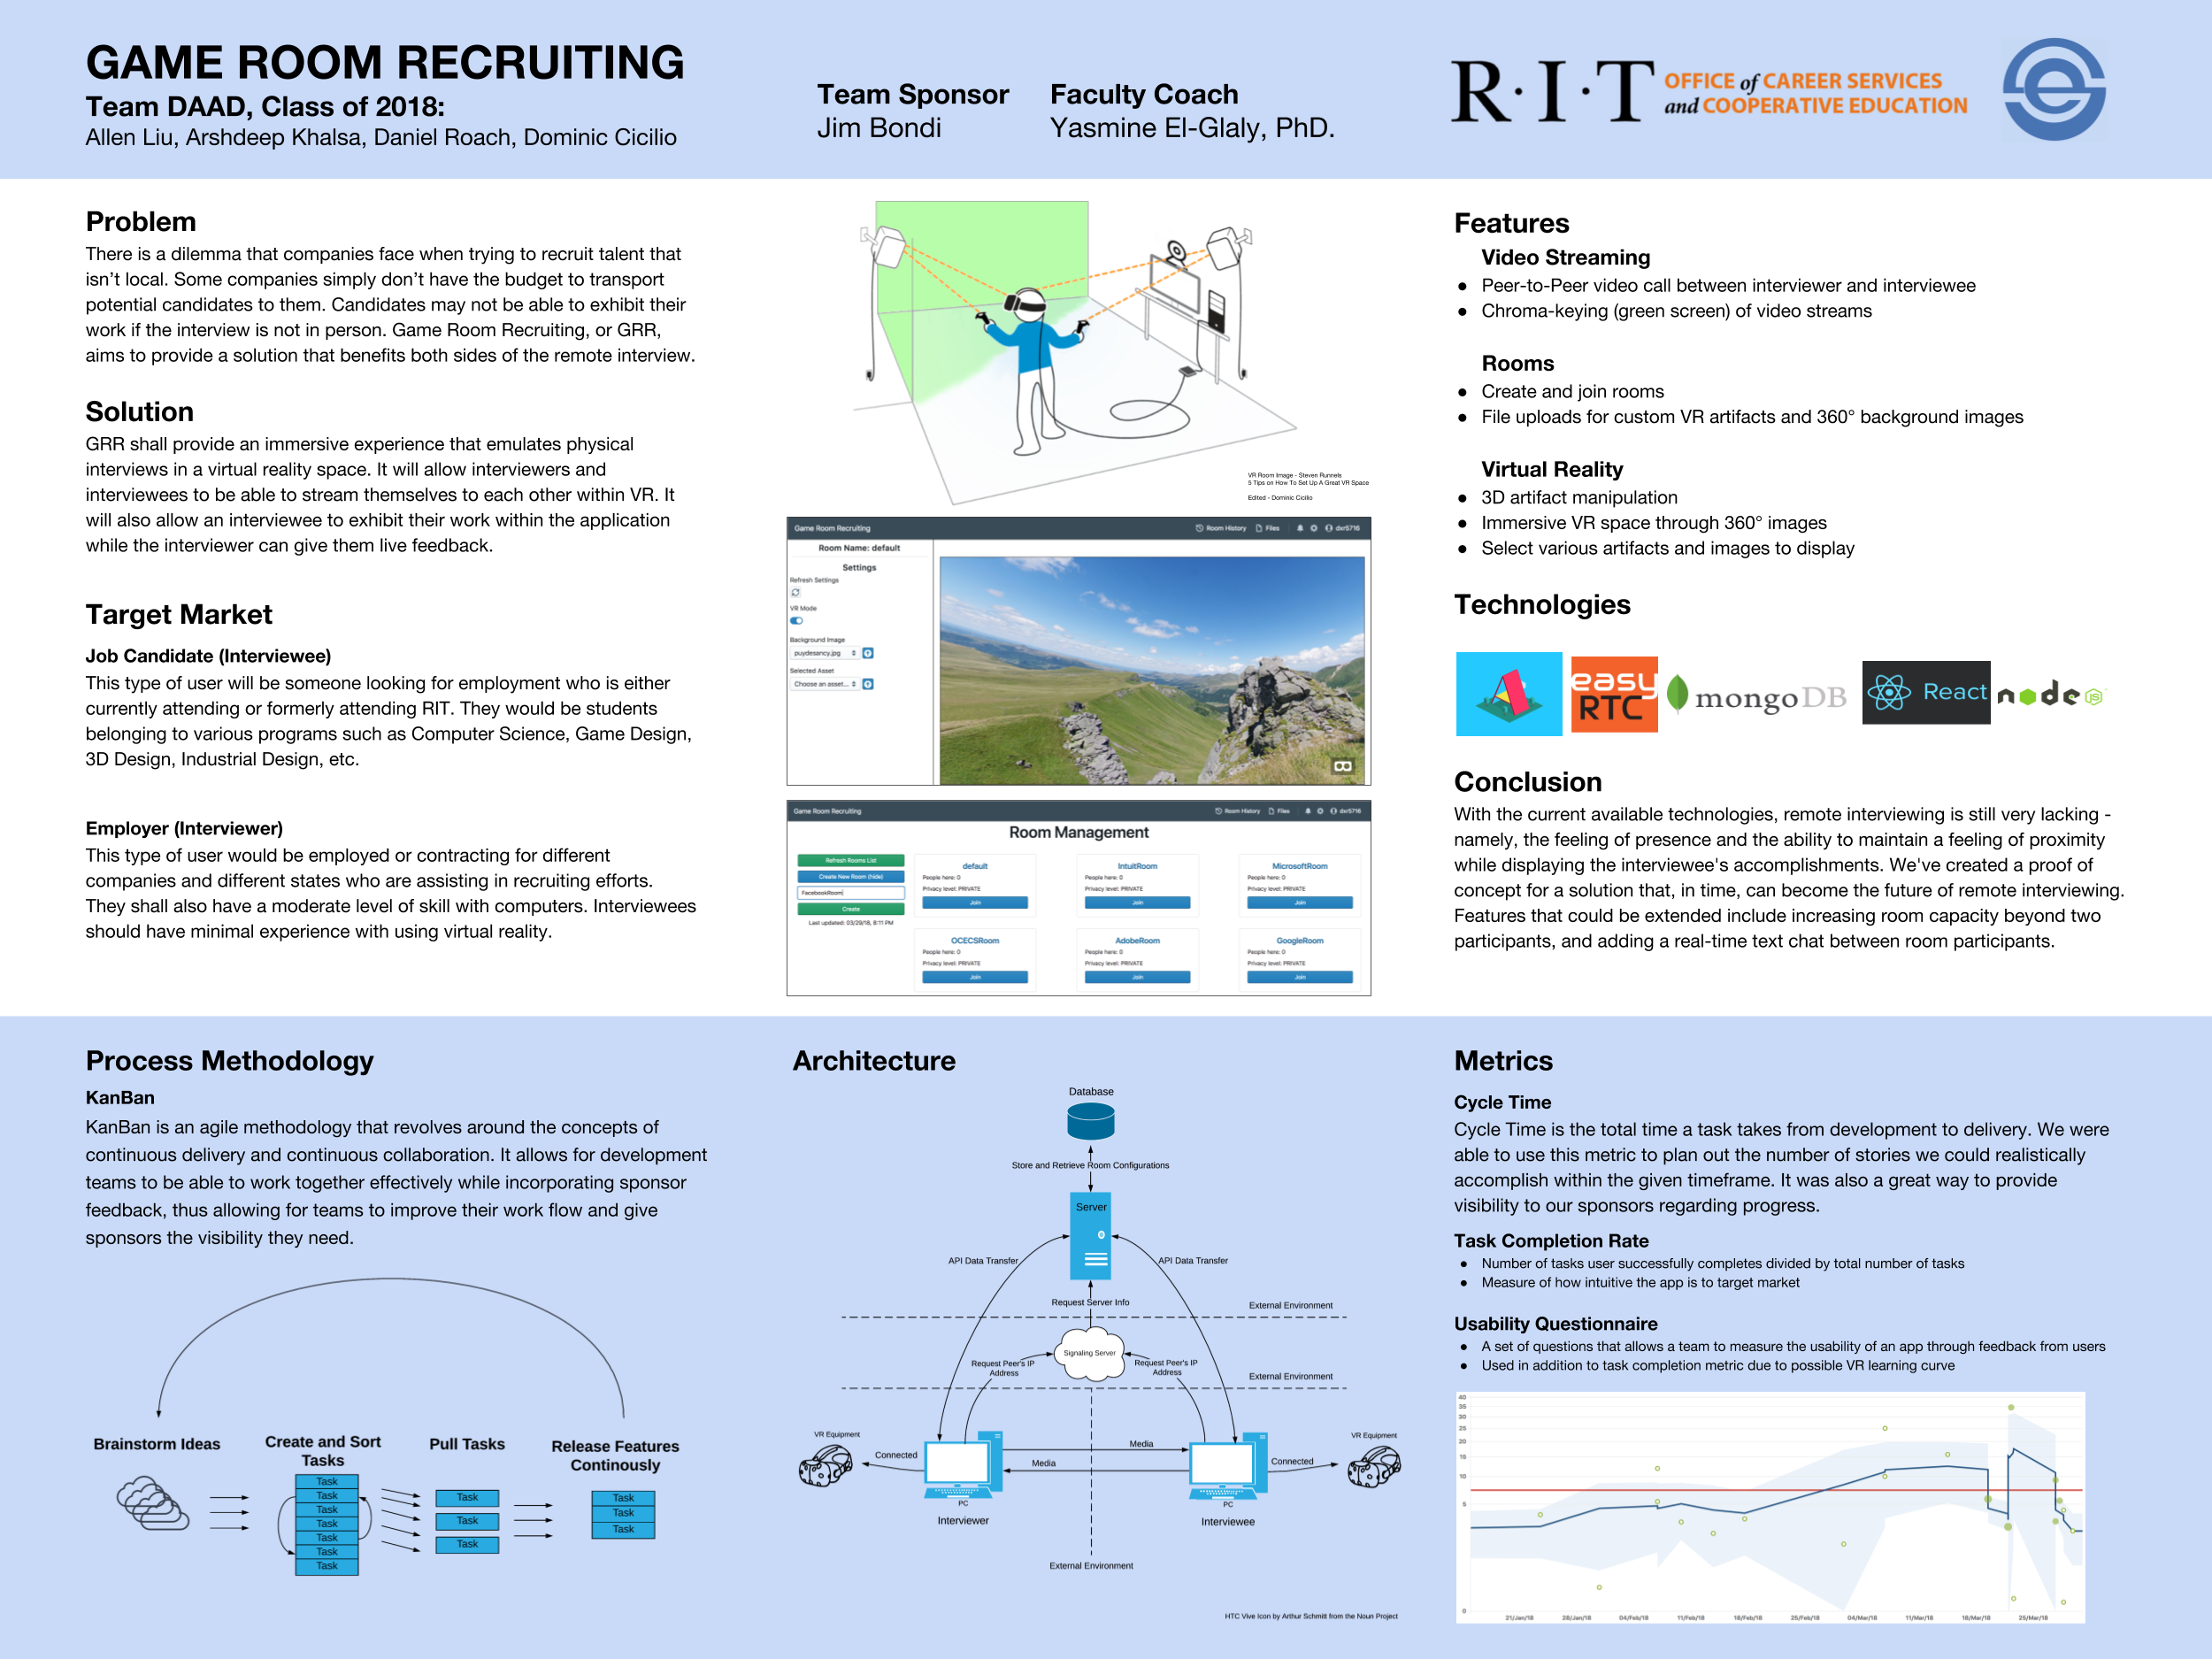 GAME ROOM RECRUITING
Team DAAD, Class of 2018:
Allen Liu, Arshdeep Khalsa, Daniel Roach, Dominic Cicilio
Team Sponsor
Jim Bondi
Faculty Coach
Yasmine El-Glaly, PhD.
R·I·T
OFFICE of CAREER SERVICES
and COOPERATIVE EDUCATION
Problem
There is a dilemma that companies face when trying to recruit talent that
isn't local. Some companies simply don't have the budget to transport
potential candidates to them. Candidates may not be able to exhibit their
work if the interview is not in person. Game Room Recruiting, or GRR,
aims to provide a solution that benefits both sides of the remote interview.
Solution
GRR shall provide an immersive experience that emulates physical
interviews in a virtual reality space. It will allow interviewers and
interviewees to be able to stream themselves to each other within VR. It
will also allow an interviewee to exhibit their work within the application
while the interviewer can give them live feedback.
Target Market
Job Candidate (Interviewee)
This type of user will be someone looking for employment who is either
currently attending or formerly attending RIT. They would be students
belonging to various programs such as Computer Science, Game Design,
3D Design, Industrial Design, etc.
Employer (Interviewer)
This type of user would be employed or contracting for different
companies and different states who are assisting in recruiting efforts.
They shall also have a moderate level of skill with computers. Interviewees
should have minimal experience with using virtual reality.
VR Room Image - Steven Runnels
5 Tips on How To Set Up A Great VR Space
Edited - Dominic Cicilio
Game Room Recruiting
Room History
Files
dxr5716
Room Name: default
Settings
Refresh Settings
VR Mode
Background Image
puydesancy.jpg
Selected Asset
Choose an asset...
Game Room Recruiting
Room History
Files
dxr5716
Room Management
Refresh Rooms List
Create New Room (hide)
FacebookRoom
Create
Last updated: 03/29/18, 8:11 PM
default
People here: 0
Privacy level: PRIVATE
Join
IntuitRoom
People here: 0
Privacy level: PRIVATE
Join
MicrosoftRoom
People here: 0
Privacy level: PRIVATE
Join
OCECSRoom
People here: 0
Privacy level: PRIVATE
Join
AdobeRoom
People here: 0
Privacy level: PRIVATE
Join
GoogleRoom
People here: 0
Privacy level: PRIVATE
Join
Features
Video Streaming
● Peer-to-Peer video call between interviewer and interviewee
● Chroma-keying (green screen) of video streams
Rooms
● Create and join rooms
● File uploads for custom VR artifacts and 360° background images
Virtual Reality
● 3D artifact manipulation
● Immersive VR space through 360° images
● Select various artifacts and images to display
Technologies
easy
RTC
mongoDB
React
node
JS
Conclusion
With the current available technologies, remote interviewing is still very lacking -
namely, the feeling of presence and the ability to maintain a feeling of proximity
while displaying the interviewee's accomplishments. We've created a proof of
concept for a solution that, in time, can become the future of remote interviewing.
Features that could be extended include increasing room capacity beyond two
participants, and adding a real-time text chat between room participants.
Process Methodology
KanBan
KanBan is an agile methodology that revolves around the concepts of
continuous delivery and continuous collaboration. It allows for development
teams to be able to work together effectively while incorporating sponsor
feedback, thus allowing for teams to improve their work flow and give
sponsors the visibility they need.
Brainstorm Ideas
Create and Sort
Tasks
Pull Tasks
Release Features
Continously
Task
Task
Task
Task
Task
Task
Task
Task
Task
Task
Task
Task
Task
Architecture
Database
Store and Retrieve Room Configurations
Server
API Data Transfer
API Data Transfer
Request Server Info
External Environment
Signaling Server
Request Peer's IP
Address
Request Peer's IP
Address
External Environment
VR Equipment
Connected
Media
Media
Connected
VR Equipment
PC
PC
Interviewer
Interviewee
External Environment
HTC Vive Icon by Arthur Schmitt from the Noun Project
Metrics
Cycle Time
Cycle Time is the total time a task takes from development to delivery. We were
able to use this metric to plan out the number of stories we could realistically
accomplish within the given timeframe. It was also a great way to provide
visibility to our sponsors regarding progress.
Task Completion Rate
● Number of tasks user successfully completes divided by total number of tasks
● Measure of how intuitive the app is to target market
Usability Questionnaire
● A set of questions that allows a team to measure the usability of an app through feedback from users
● Used in addition to task completion metric due to possible VR learning curve
40
35
30
25
20
15
10
5
0
21/Jan/18 28/Jan/18 04/Feb/18 11/Feb/18 18/Feb/18 25/Feb/18 04/Mar/18 11/Mar/18 18/Mar/18 25/Mar/18